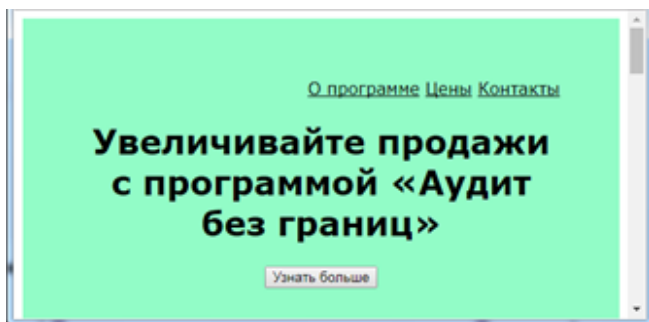 О программе Цены Контакты
Увеличивайте продажи
с программой «Аудит
без границ»
Узнать больше